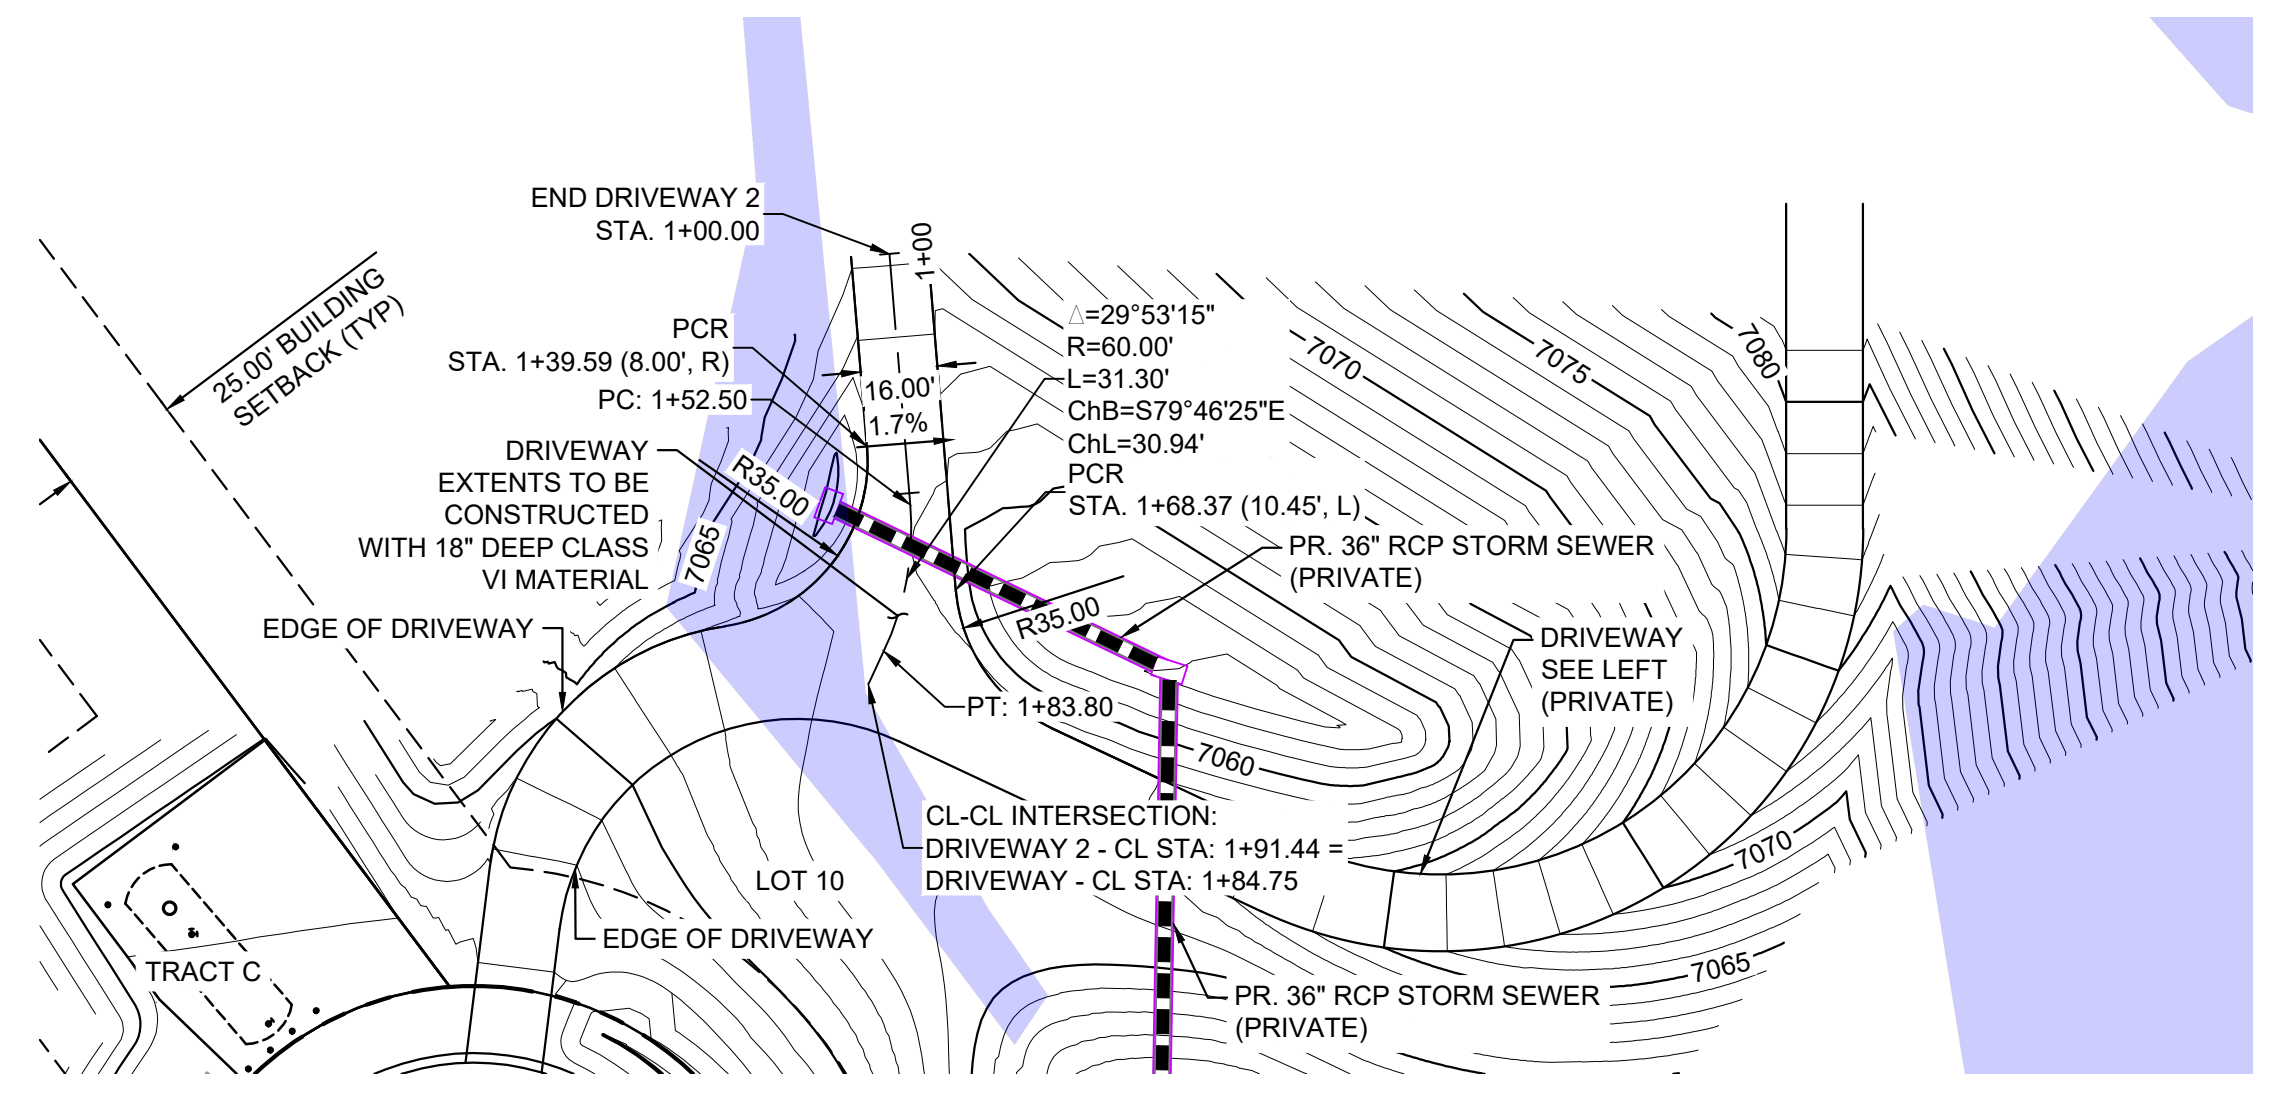 END DRIVEWAY 2
STA. 1+00.00
1+00
25.00' BUILDING
SETBACK (TYP)
PCR
STA. 1+39.59 (8.00', R)
PC: 1+52.50
16.00'
1.7%
Δ=29°53'15"
R=60.00'
L=31.30'
ChB=S79°46'25"E
ChL=30.94'
PCR
STA. 1+68.37 (10.45', L)
7070
7075
7080
DRIVEWAY
EXTENTS TO BE
CONSTRUCTED
WITH 18" DEEP CLASS
VI MATERIAL
R35.00
7065
PR. 36" RCP STORM SEWER
(PRIVATE)
R35.00
EDGE OF DRIVEWAY
DRIVEWAY
SEE LEFT
(PRIVATE)
PT: 1+83.80
7060
CL-CL INTERSECTION:
DRIVEWAY 2 - CL STA: 1+91.44 =
DRIVEWAY - CL STA: 1+84.75
7070
LOT 10
EDGE OF DRIVEWAY
TRACT C
7065
PR. 36" RCP STORM SEWER
(PRIVATE)